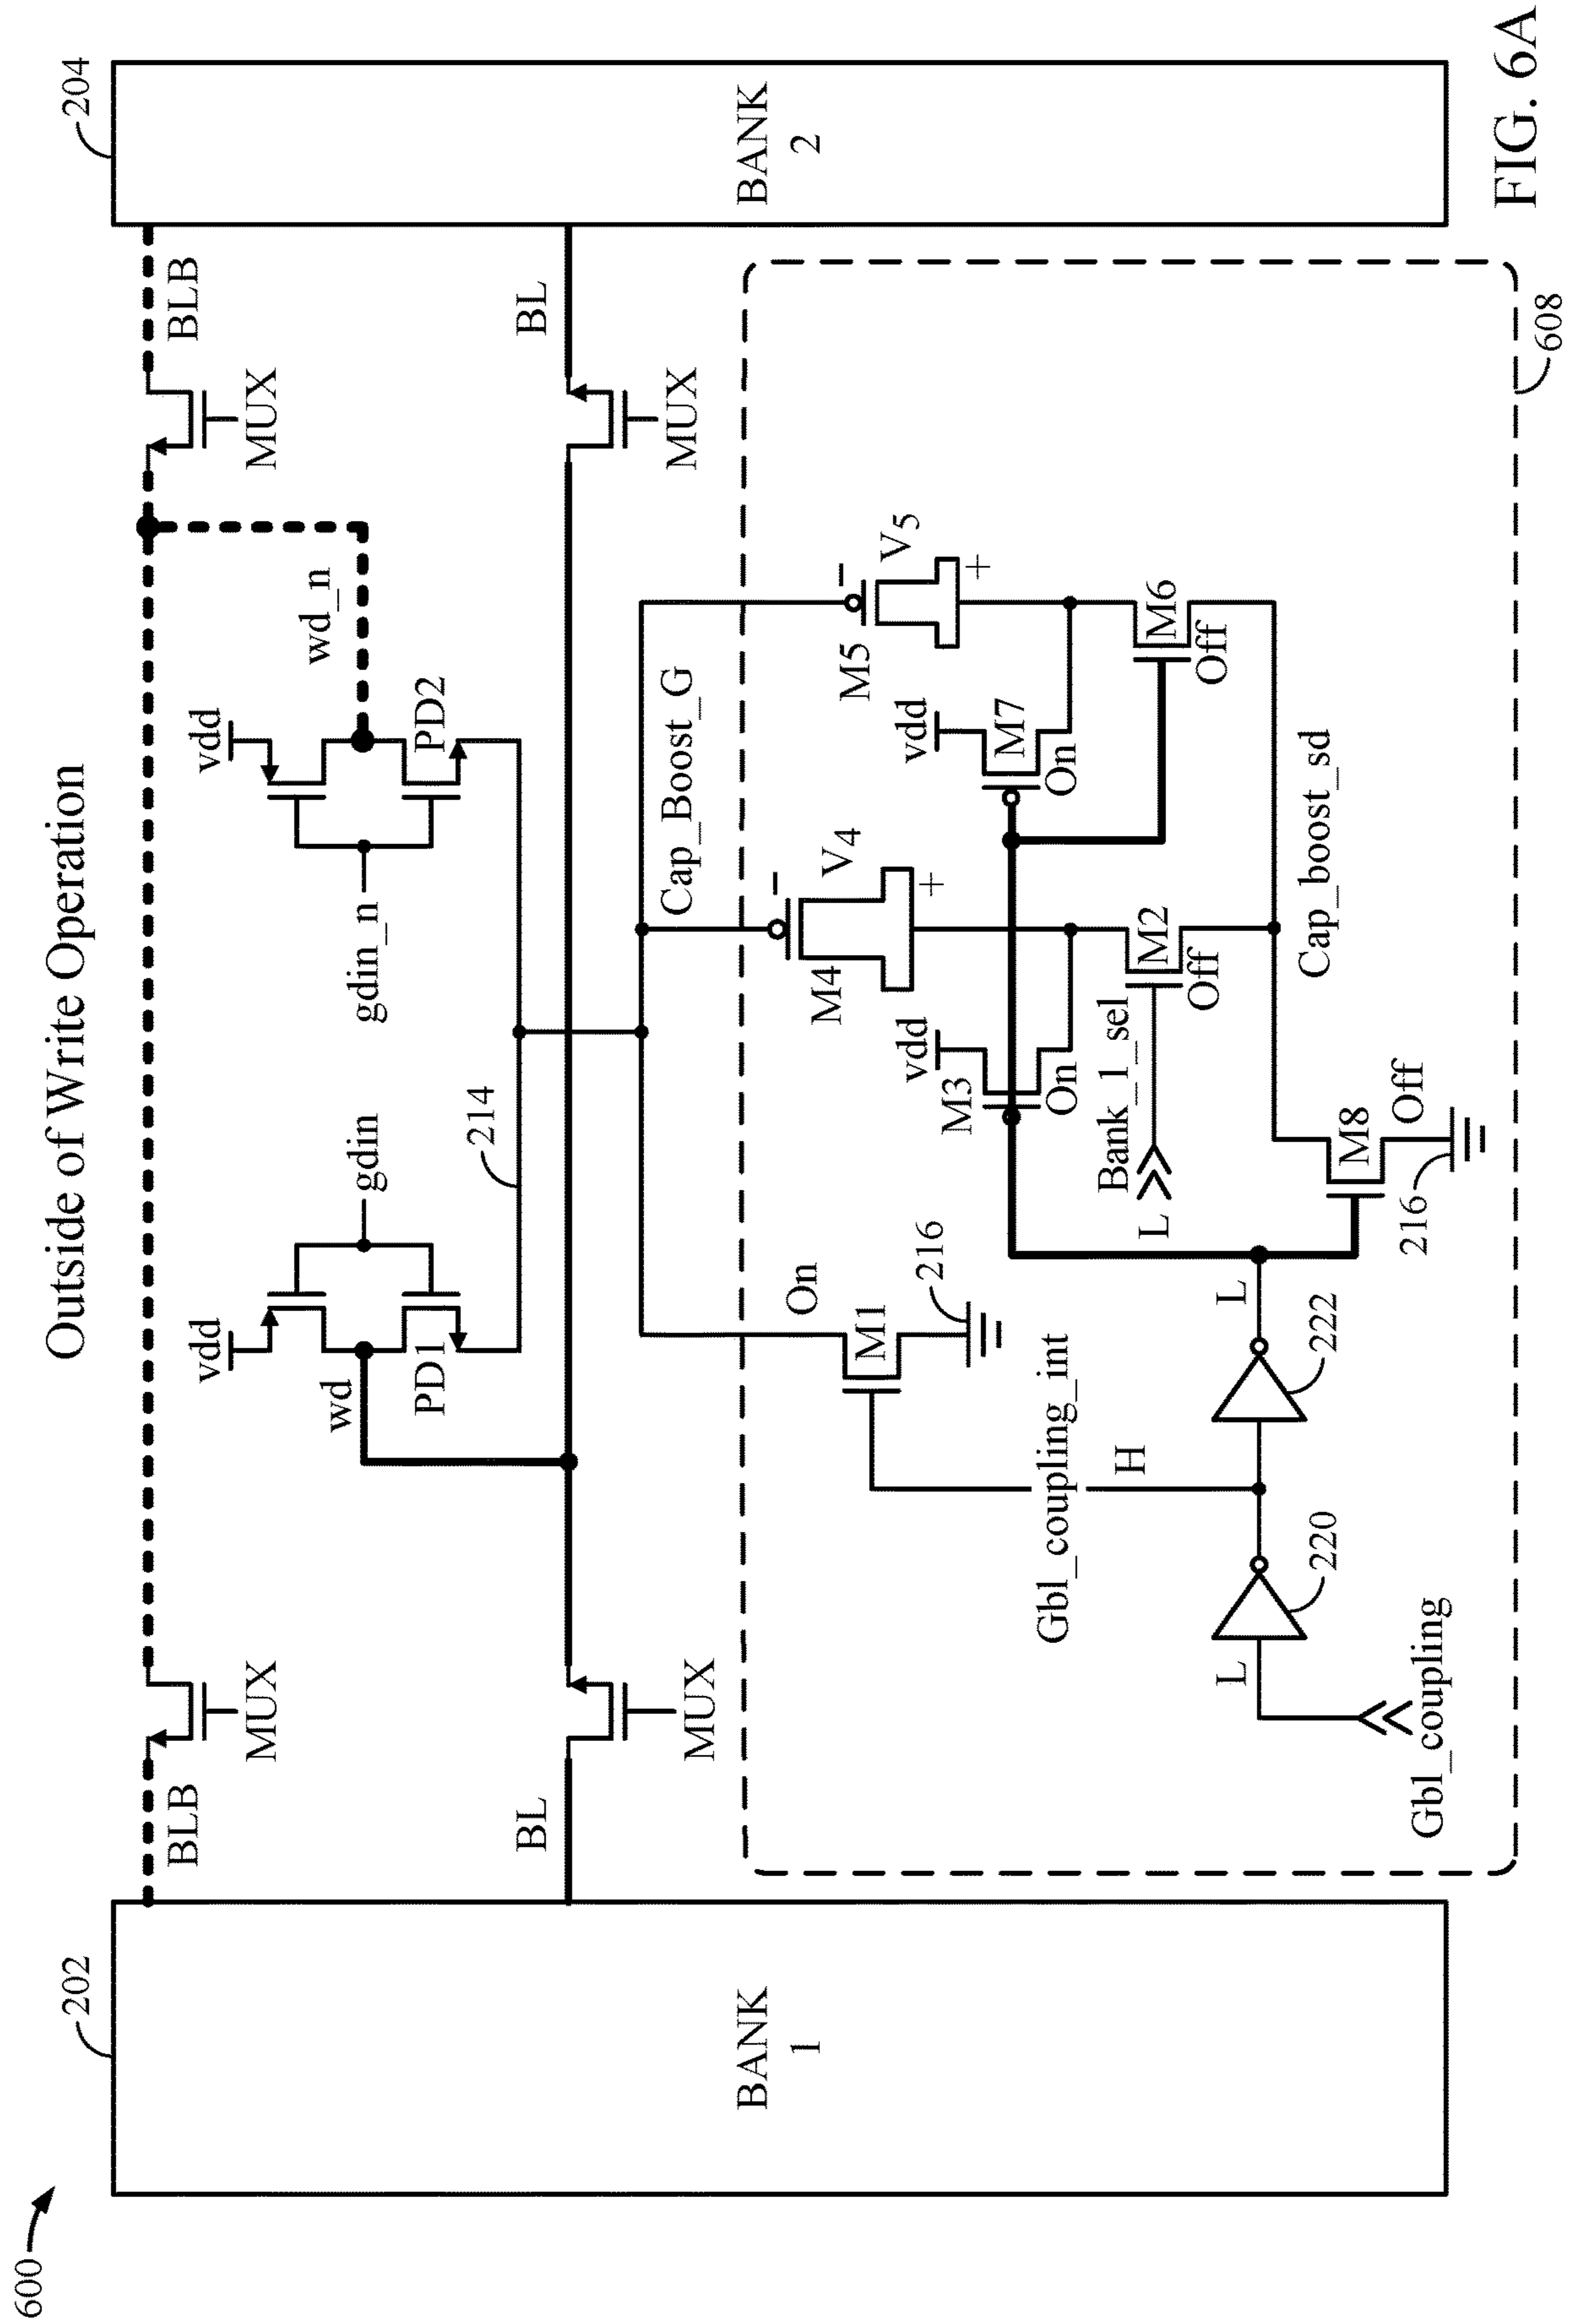 600
Outside of Write Operation
202
204
BANK
1
BANK
2
BLB
MUX
MUX
BLB
BL
MUX
MUX
BL
vdd
gdin
wd
PD1
214
vdd
gdin_n
wd_n
PD2
Cap_Boost_G
On
M1
216
M4
V4
−
+
M5
V5
−
+
vdd
M3
On
vdd
M7
On
Bank_1_sel
L
M2
Off
M6
Off
Gbl_coupling_int
H
L
220
222
L
M8
Off
216
Cap_boost_sd
Gbl_coupling
608
FIG. 6A